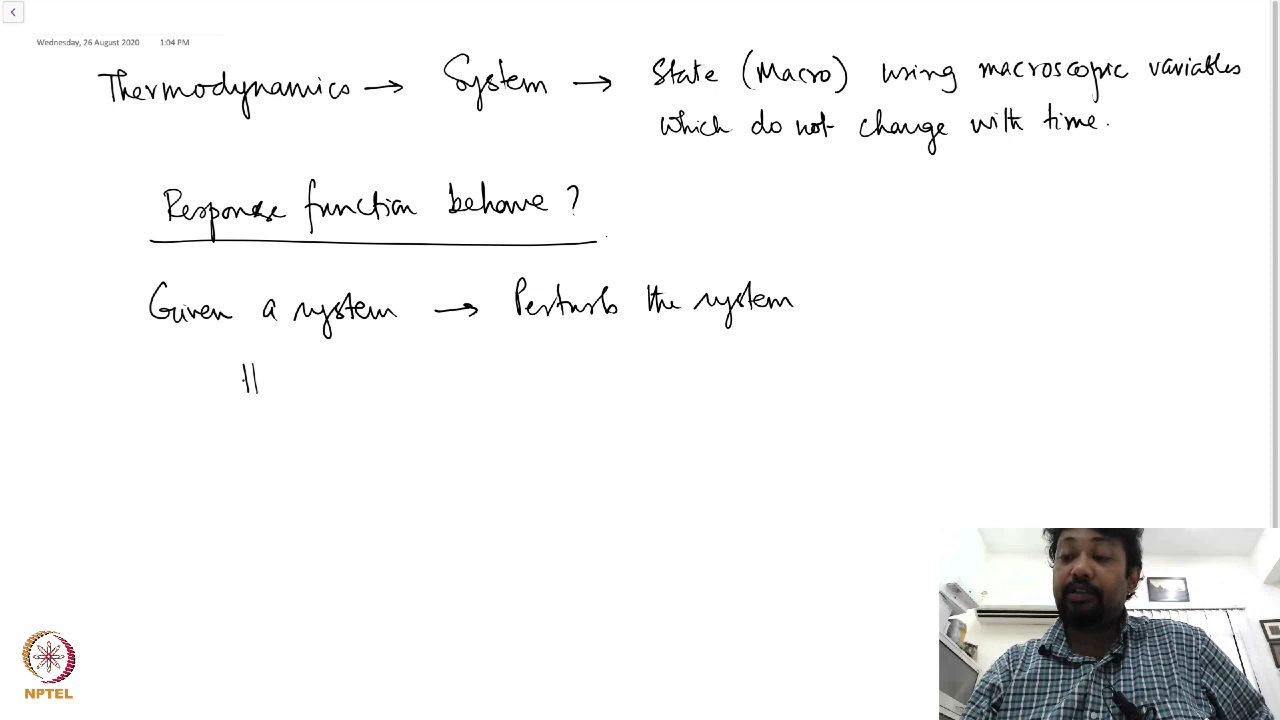 Wednesday, 26 August 2020 1:04 PM
Thermodynamics → System → State (Macro) using macroscopic variables
which do not change with time.
Response function behave ?
Given a system → Perturb the system
NPTEL